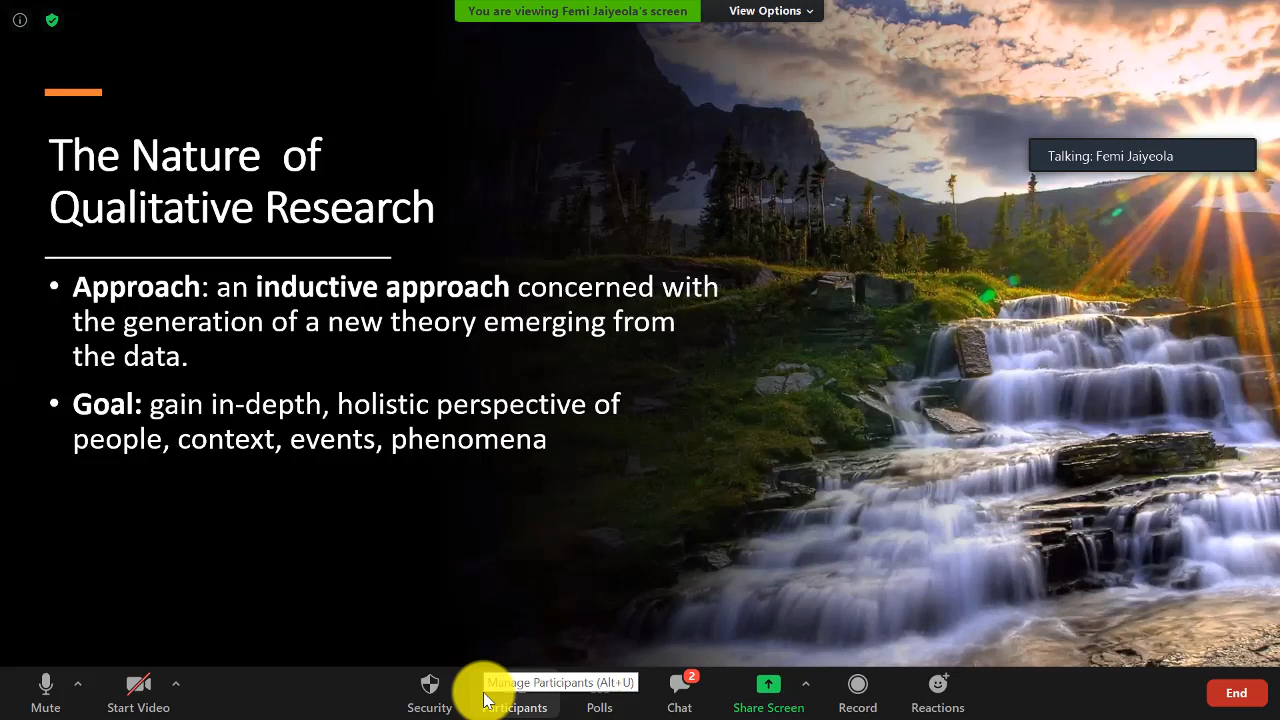 You are viewing Femi Jaiyeola's screen
View Options
The Nature of
Qualitative Research
Talking: Femi Jaiyeola
• Approach: an inductive approach concerned with
the generation of a new theory emerging from
the data.
• Goal: gain in-depth, holistic perspective of
people, context, events, phenomena
Manage Participants (Alt+U)
2
Mute
Start Video
Security
Participants
Polls
Chat
Share Screen
Record
Reactions
End